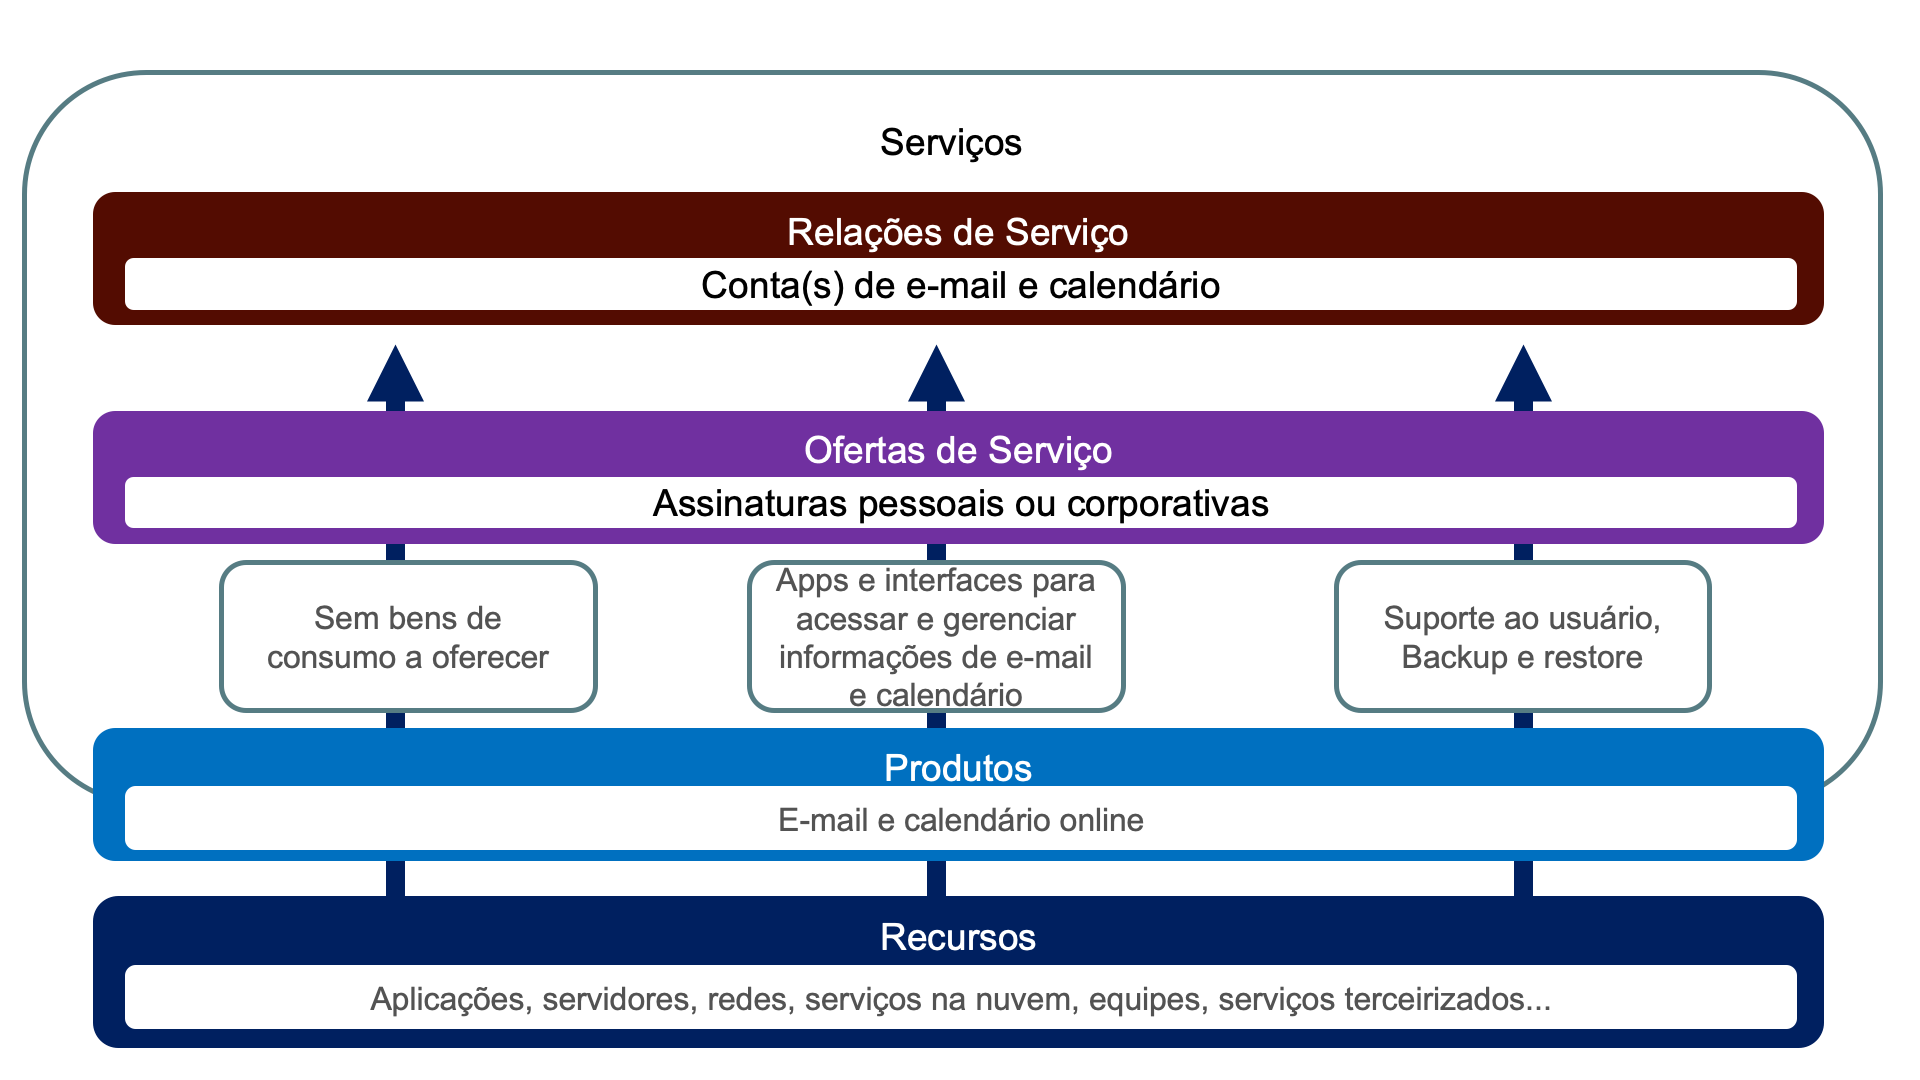 Serviços
Relações de Serviço
Conta(s) de e-mail e calendário
Ofertas de Serviço
Assinaturas pessoais ou corporativas
Sem bens de
consumo a oferecer
Apps e interfaces para
acessar e gerenciar
informações de e-mail
e calendário
Suporte ao usuário,
Backup e restore
Produtos
E-mail e calendário online
Recursos
Aplicações, servidores, redes, serviços na nuvem, equipes, serviços terceirizados...